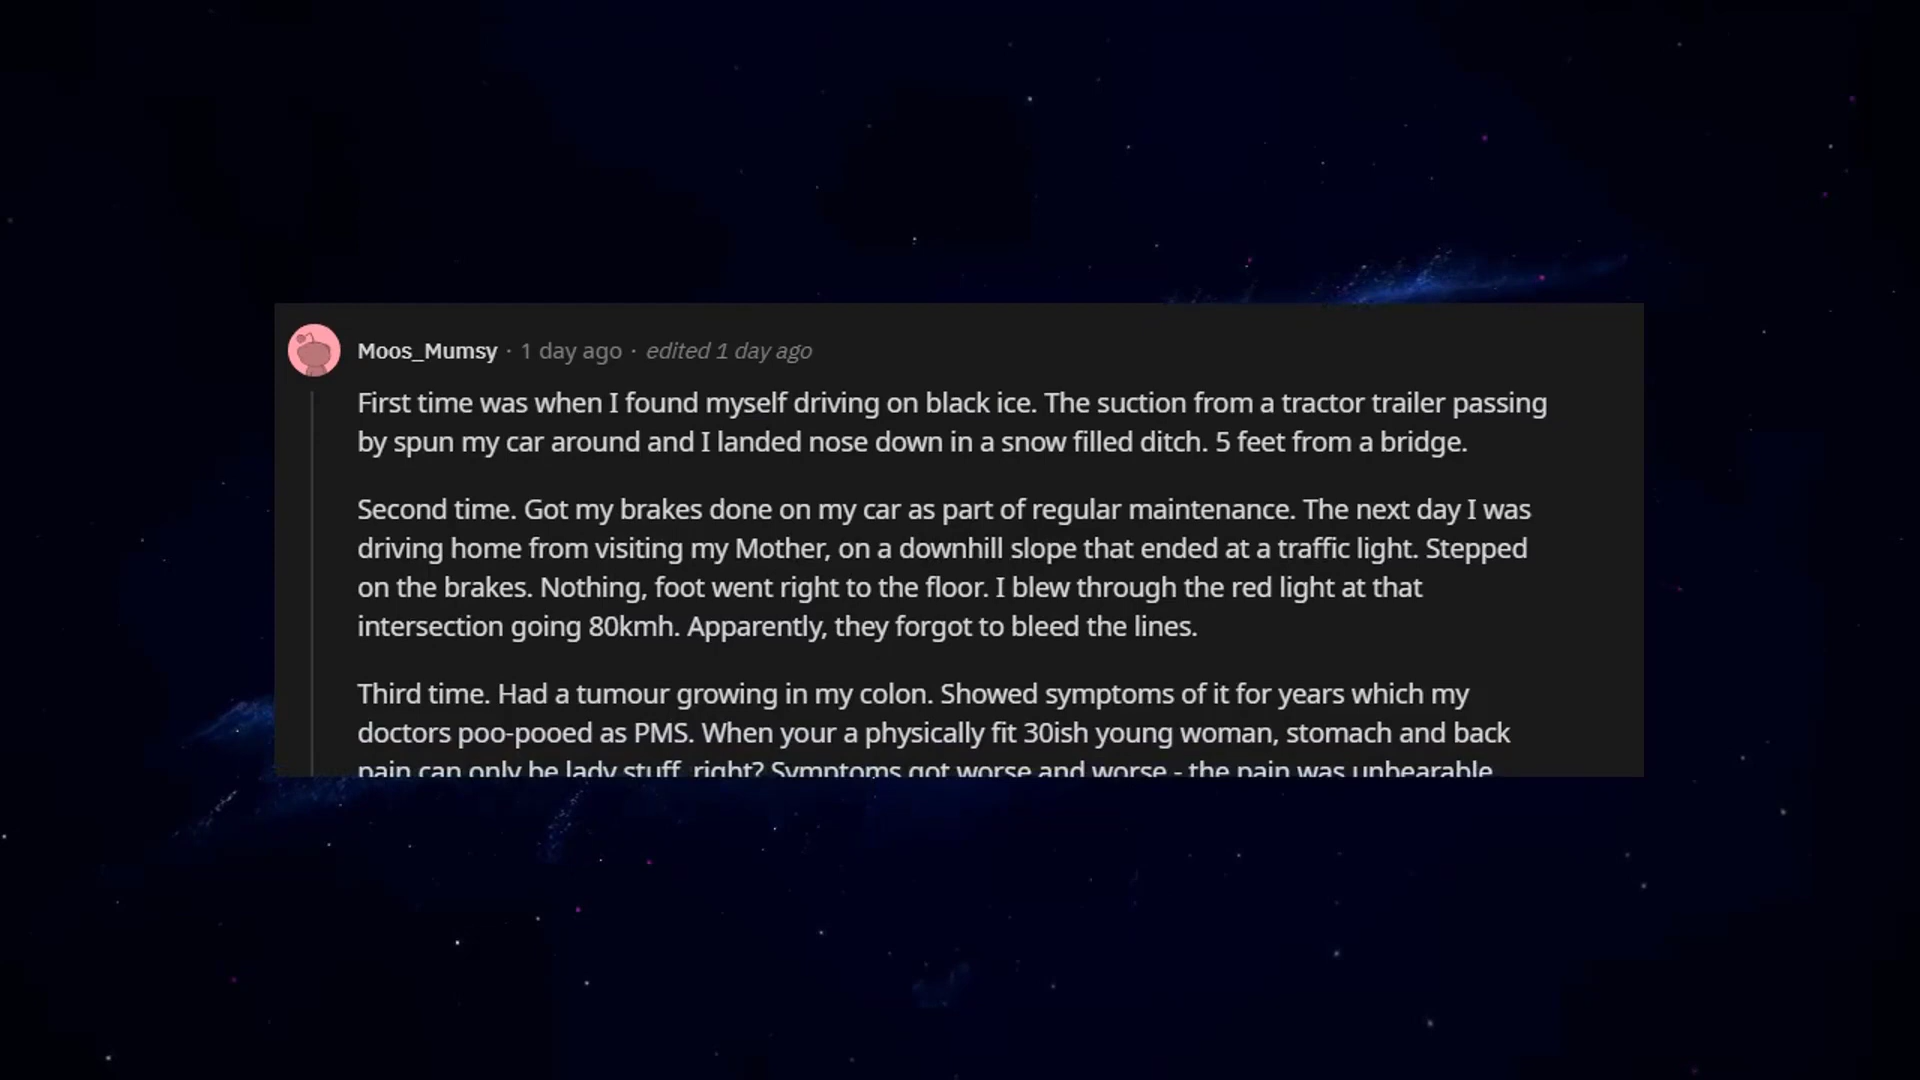 Moos_Mumsy · 1 day ago · edited 1 day ago
First time was when I found myself driving on black ice. The suction from a tractor trailer passing
by spun my car around and I landed nose down in a snow filled ditch. 5 feet from a bridge.
Second time. Got my brakes done on my car as part of regular maintenance. The next day I was
driving home from visiting my Mother, on a downhill slope that ended at a traffic light. Stepped
on the brakes. Nothing, foot went right to the floor. I blew through the red light at that
intersection going 80kmh. Apparently, they forgot to bleed the lines.
Third time. Had a tumour growing in my colon. Showed symptoms of it for years which my
doctors poo-pooed as PMS. When your a physically fit 30ish young woman, stomach and back
pain can only be lady stuff, right? Symptoms got worse and worse - the pain was unbearable